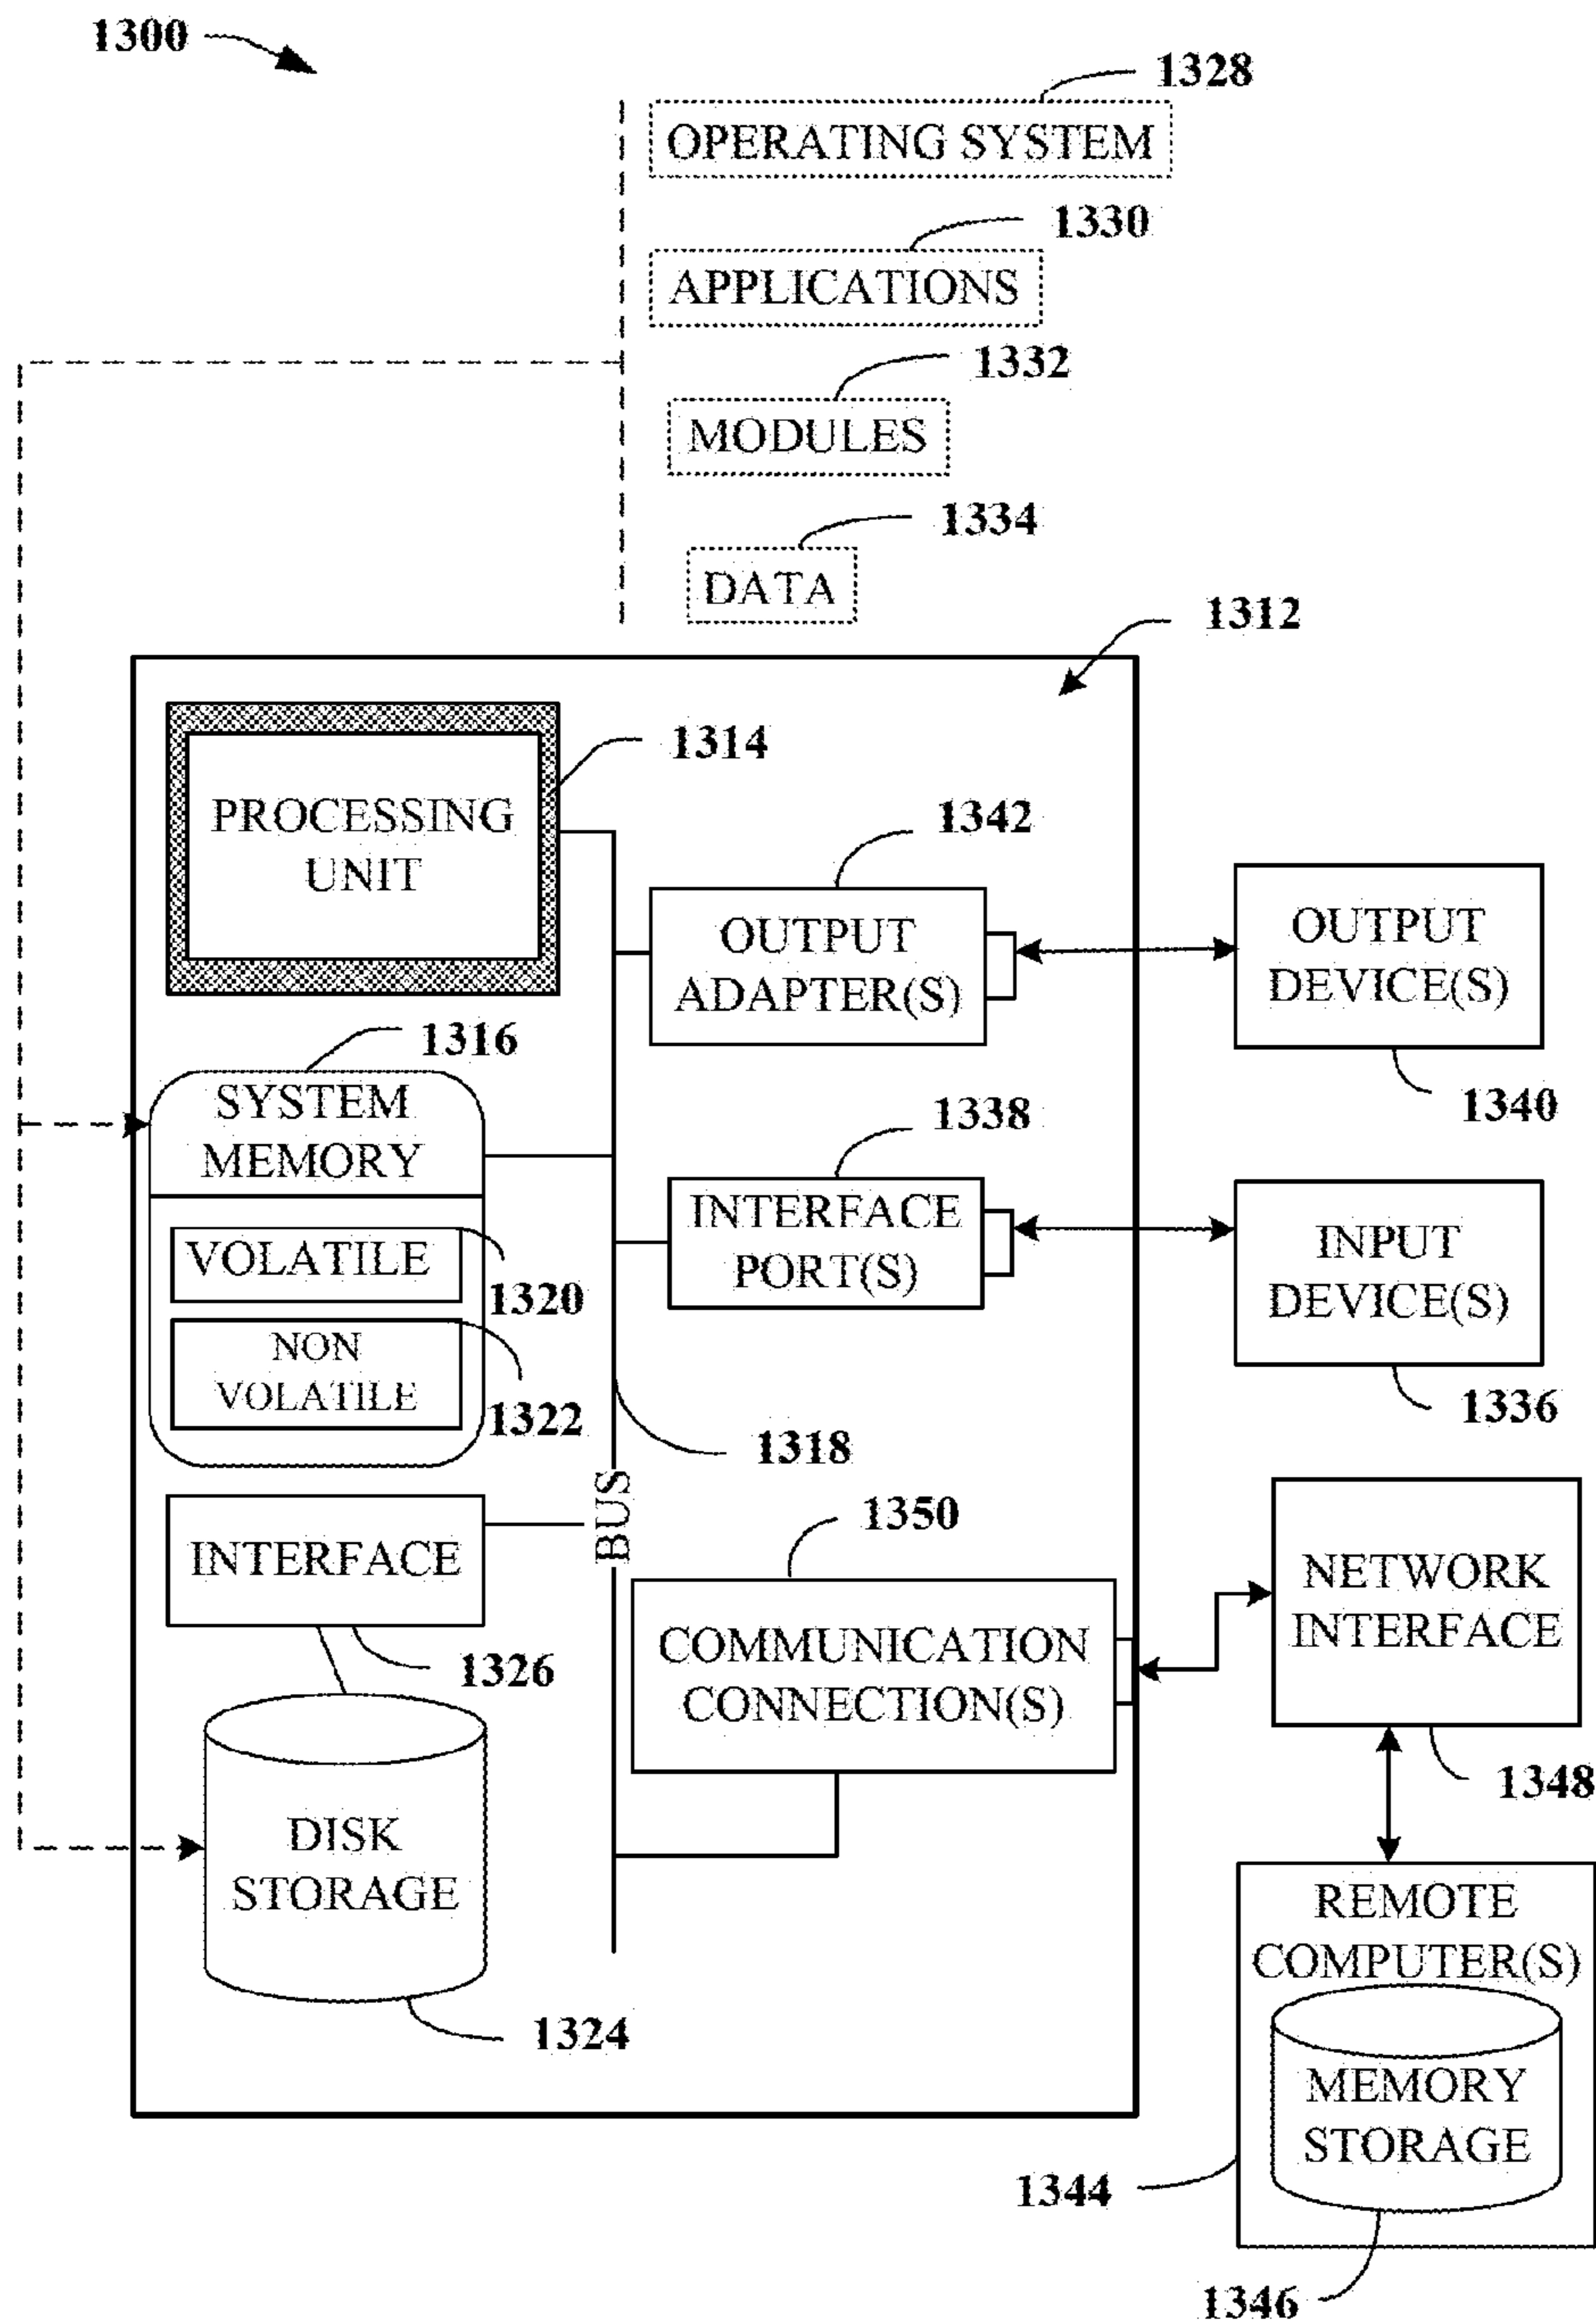 1300
1328
OPERATING SYSTEM
1330
APPLICATIONS
1332
MODULES
1334
DATA
1312
1314
PROCESSING
UNIT
1342
OUTPUT
ADAPTER(S)
OUTPUT
DEVICE(S)
1340
1316
SYSTEM
MEMORY
VOLATILE
1320
NON
VOLATILE
1322
1338
INTERFACE
PORT(S)
INPUT
DEVICE(S)
1336
1318
BUS
INTERFACE
1326
1350
COMMUNICATION
CONNECTION(S)
NETWORK
INTERFACE
1348
DISK
STORAGE
1324
REMOTE
COMPUTER(S)
MEMORY
STORAGE
1344
1346